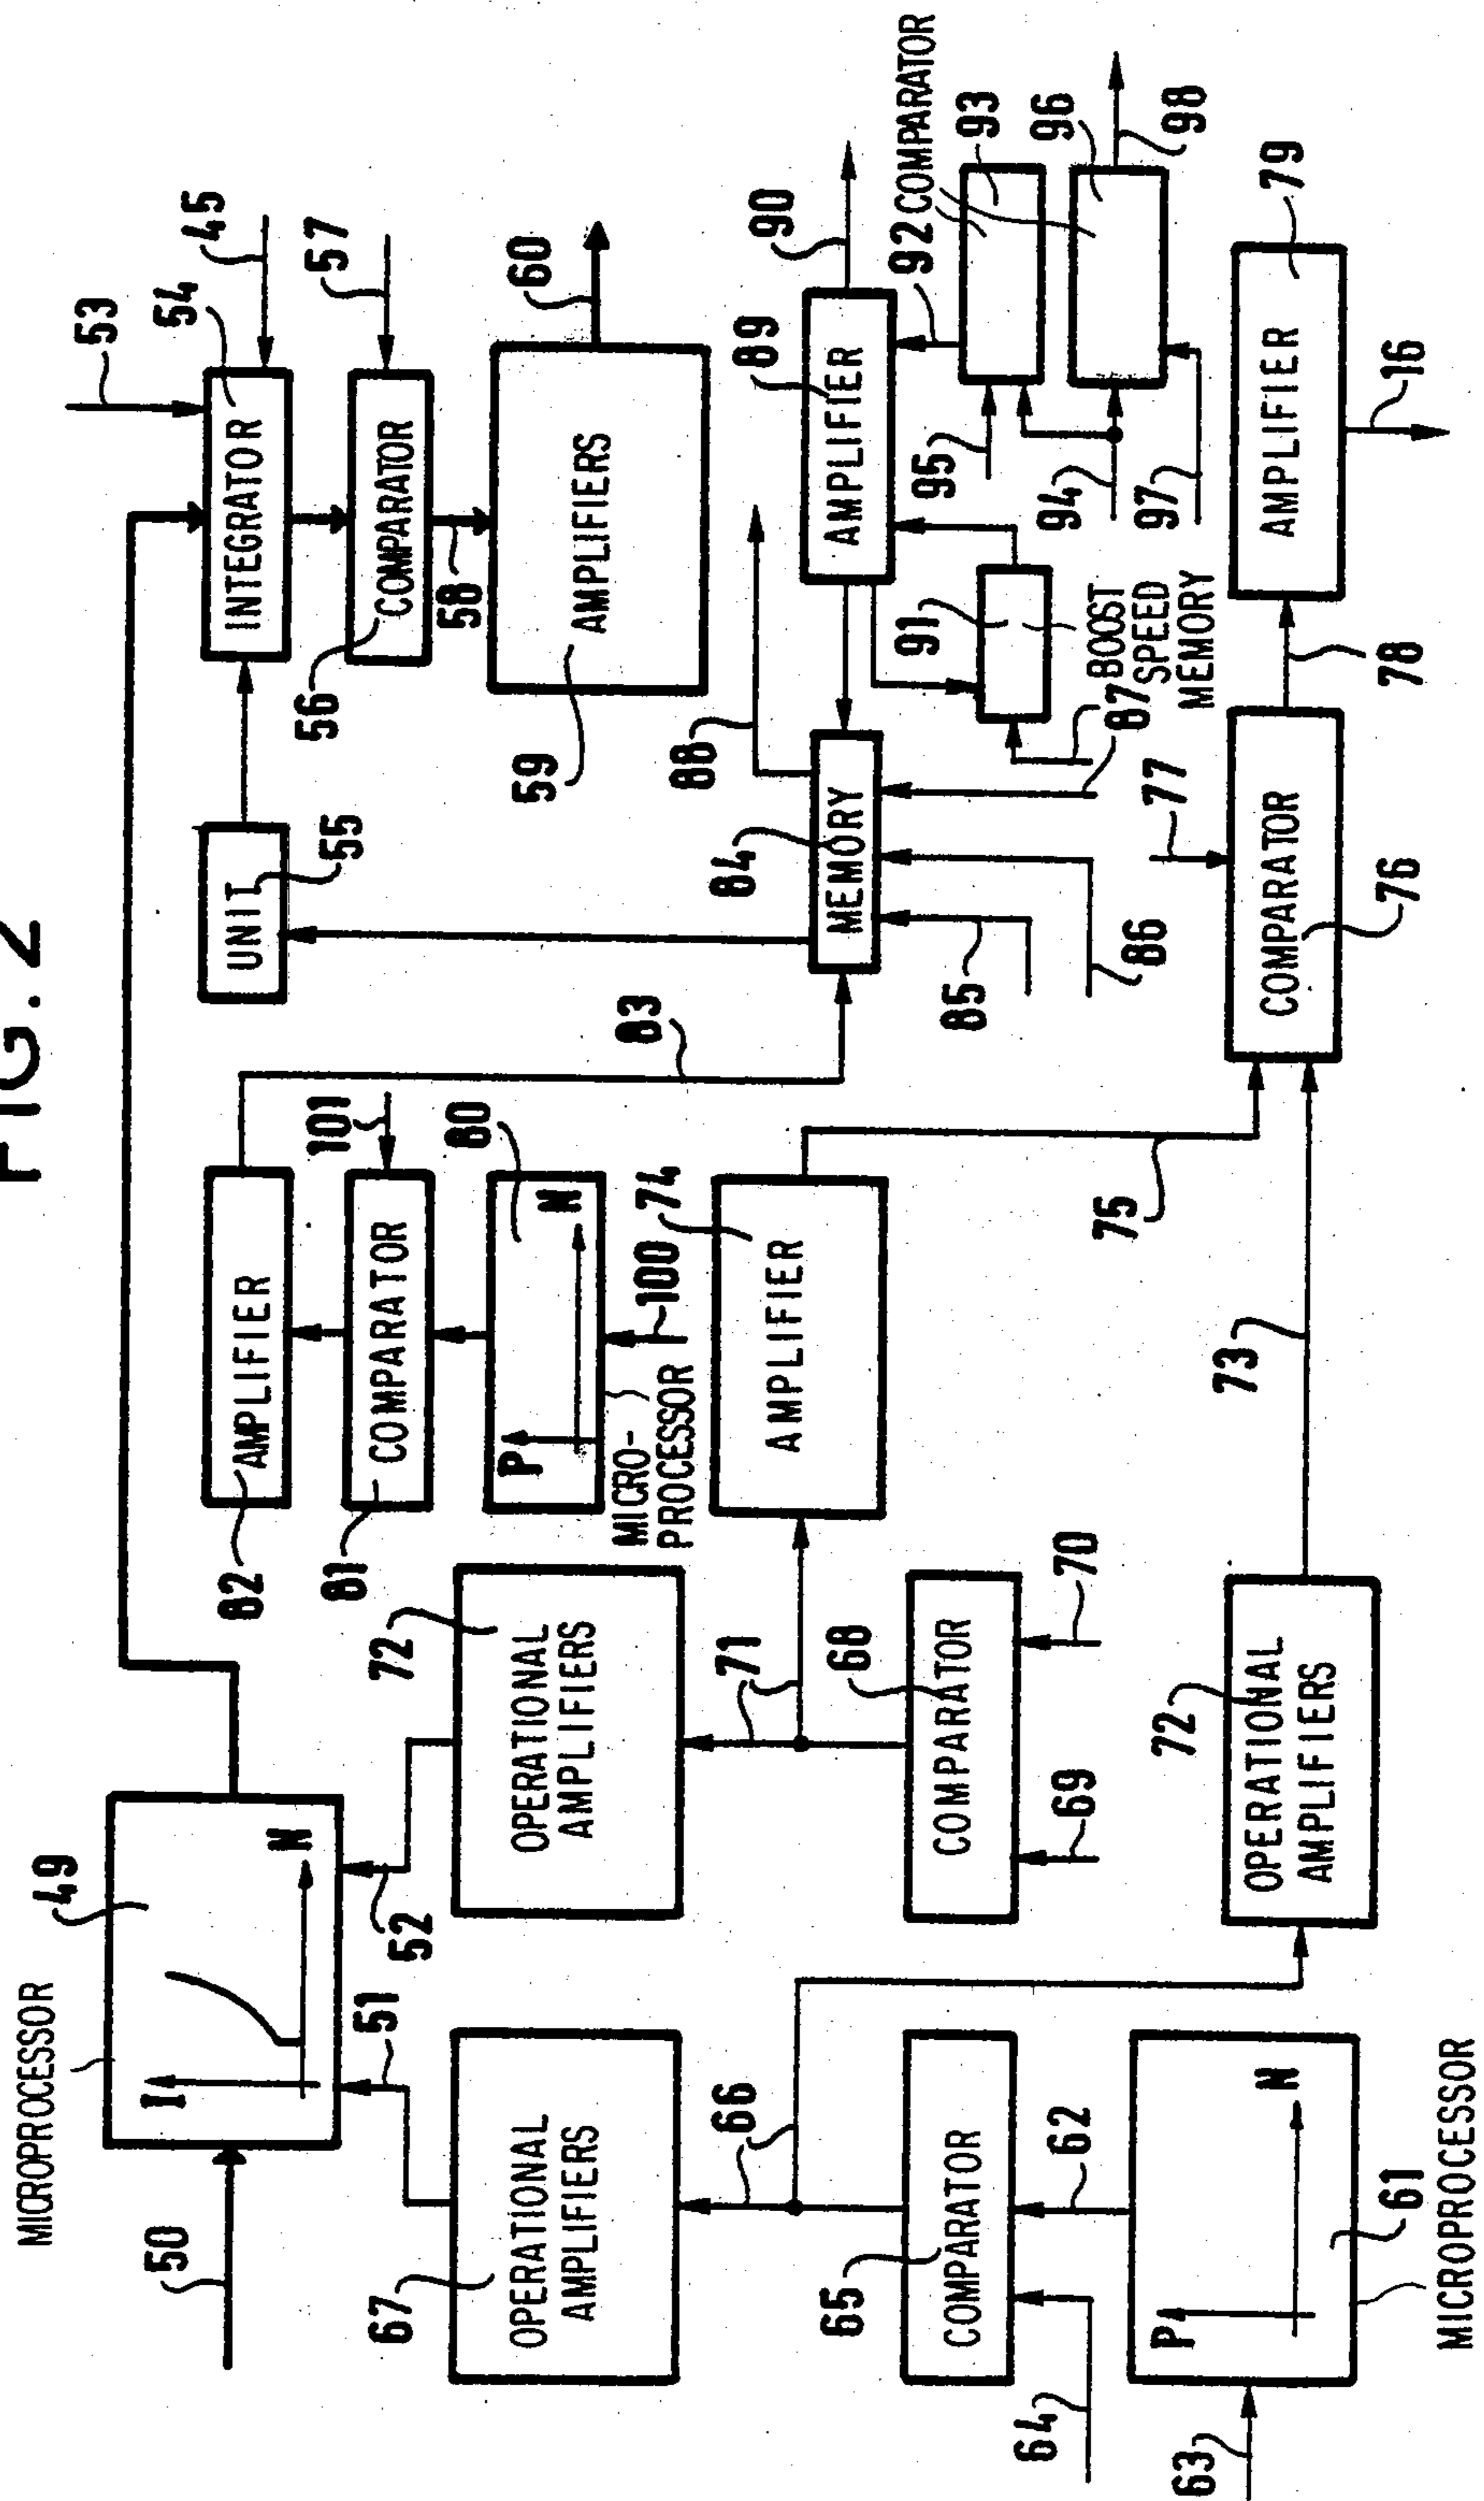 FIG. 2
MICROPROCESSOR
49
I
N
50
51
52
53
54
INTEGRATOR
45
UNIT
55
57
COMPARATOR
56
58
AMPLIFIERS
59
60
AMPLIFIER
82
101
COMPARATOR
81
80
P
N
MICRO-
PROCESSOR
100
83
72
OPERATIONAL
AMPLIFIERS
67
OPERATIONAL
AMPLIFIERS
66
71
74
AMPLIFIER
75
88
84
MEMORY
85
86
87
89
AMPLIFIER
90
91
BOOST
SPEED
MEMORY
92
COMPARATOR
93
95
94
96
97
98
65
COMPARATOR
64
62
68
COMPARATOR
69
70
63
P
N
61
MICROPROCESSOR
72
OPERATIONAL
AMPLIFIERS
73
77
COMPARATOR
76
78
AMPLIFIER
79
16